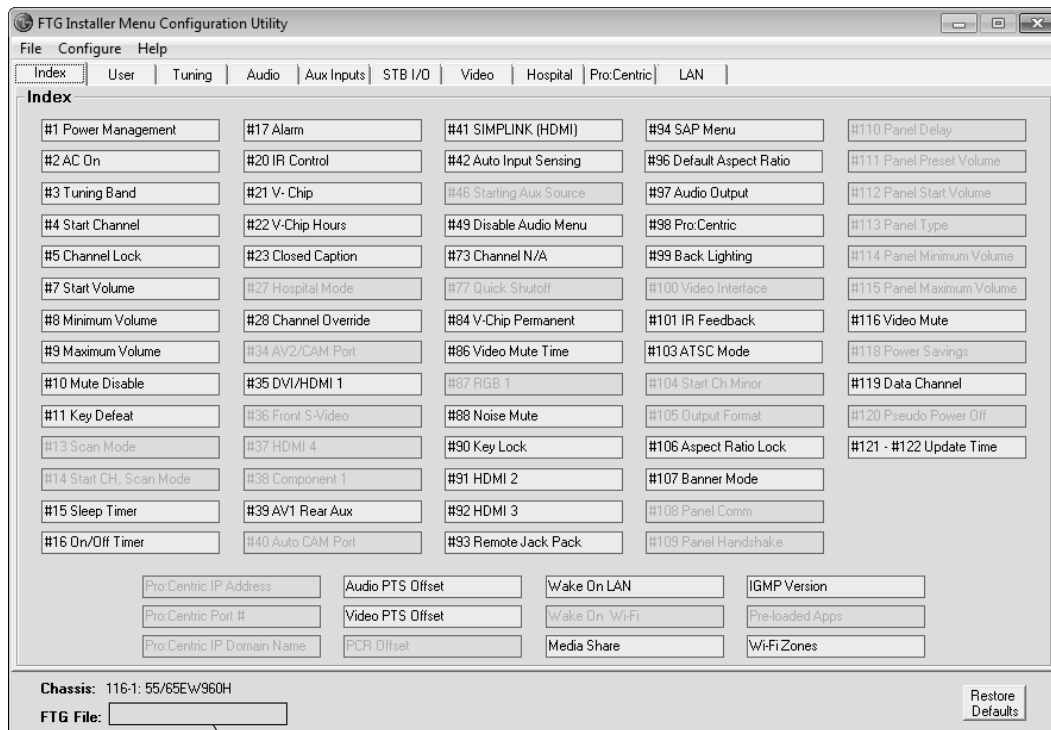 FTG Installer Menu Configuration Utility
File Configure Help
Index User Tuning Audio Aux Inputs STB I/O Video Hospital Pro:Centric LAN
Index
#1 Power Management #17 Alarm #41 SIMPLINK (HDMI) #94 SAP Menu #110 Panel Delay
#2 AC On #20 IR Control #42 Auto Input Sensing #96 Default Aspect Ratio #111 Panel Preset Volume
#3 Tuning Band #21 V- Chip #46 Starting Aux Source #97 Audio Output #112 Panel Start Volume
#4 Start Channel #22 V-Chip Hours #49 Disable Audio Menu #98 Pro:Centric #113 Panel Type
#5 Channel Lock #23 Closed Caption #73 Channel N/A #99 Back Lighting #114 Panel Minimum Volume
#7 Start Volume #27 Hospital Mode #77 Quick Shutoff #100 Video Interface #115 Panel Maximum Volume
#8 Minimum Volume #28 Channel Override #84 V-Chip Permanent #101 IR Feedback #116 Video Mute
#9 Maximum Volume #34 AV2/CAM Port #86 Video Mute Time #103 ATSC Mode #118 Power Savings
#10 Mute Disable #35 DVI/HDMI 1 #87 RGB 1 #104 Start Ch Minor #119 Data Channel
#11 Key Defeat #36 Front S-Video #88 Noise Mute #105 Output Format #120 Pseudo Power Off
#13 Scan Mode #37 HDMI 4 #90 Key Lock #106 Aspect Ratio Lock #121 - #122 Update Time
#14 Start CH, Scan Mode #38 Component 1 #91 HDMI 2 #107 Banner Mode
#15 Sleep Timer #39 AV1 Rear Aux #92 HDMI 3 #108 Panel Comm
#16 On/Off Timer #40 Auto CAM Port #93 Remote Jack Pack #109 Panel Handshake
Pro:Centric IP Address Audio PTS Offset Wake On LAN IGMP Version
Pro:Centric Port # Video PTS Offset Wake On Wi-Fi Pre-loaded Apps
Pro:Centric IP Domain Name PCR Offset Media Share Wi-Fi Zones
Chassis: 116-1: 55/65EW960H
FTG File:
Restore
Defaults